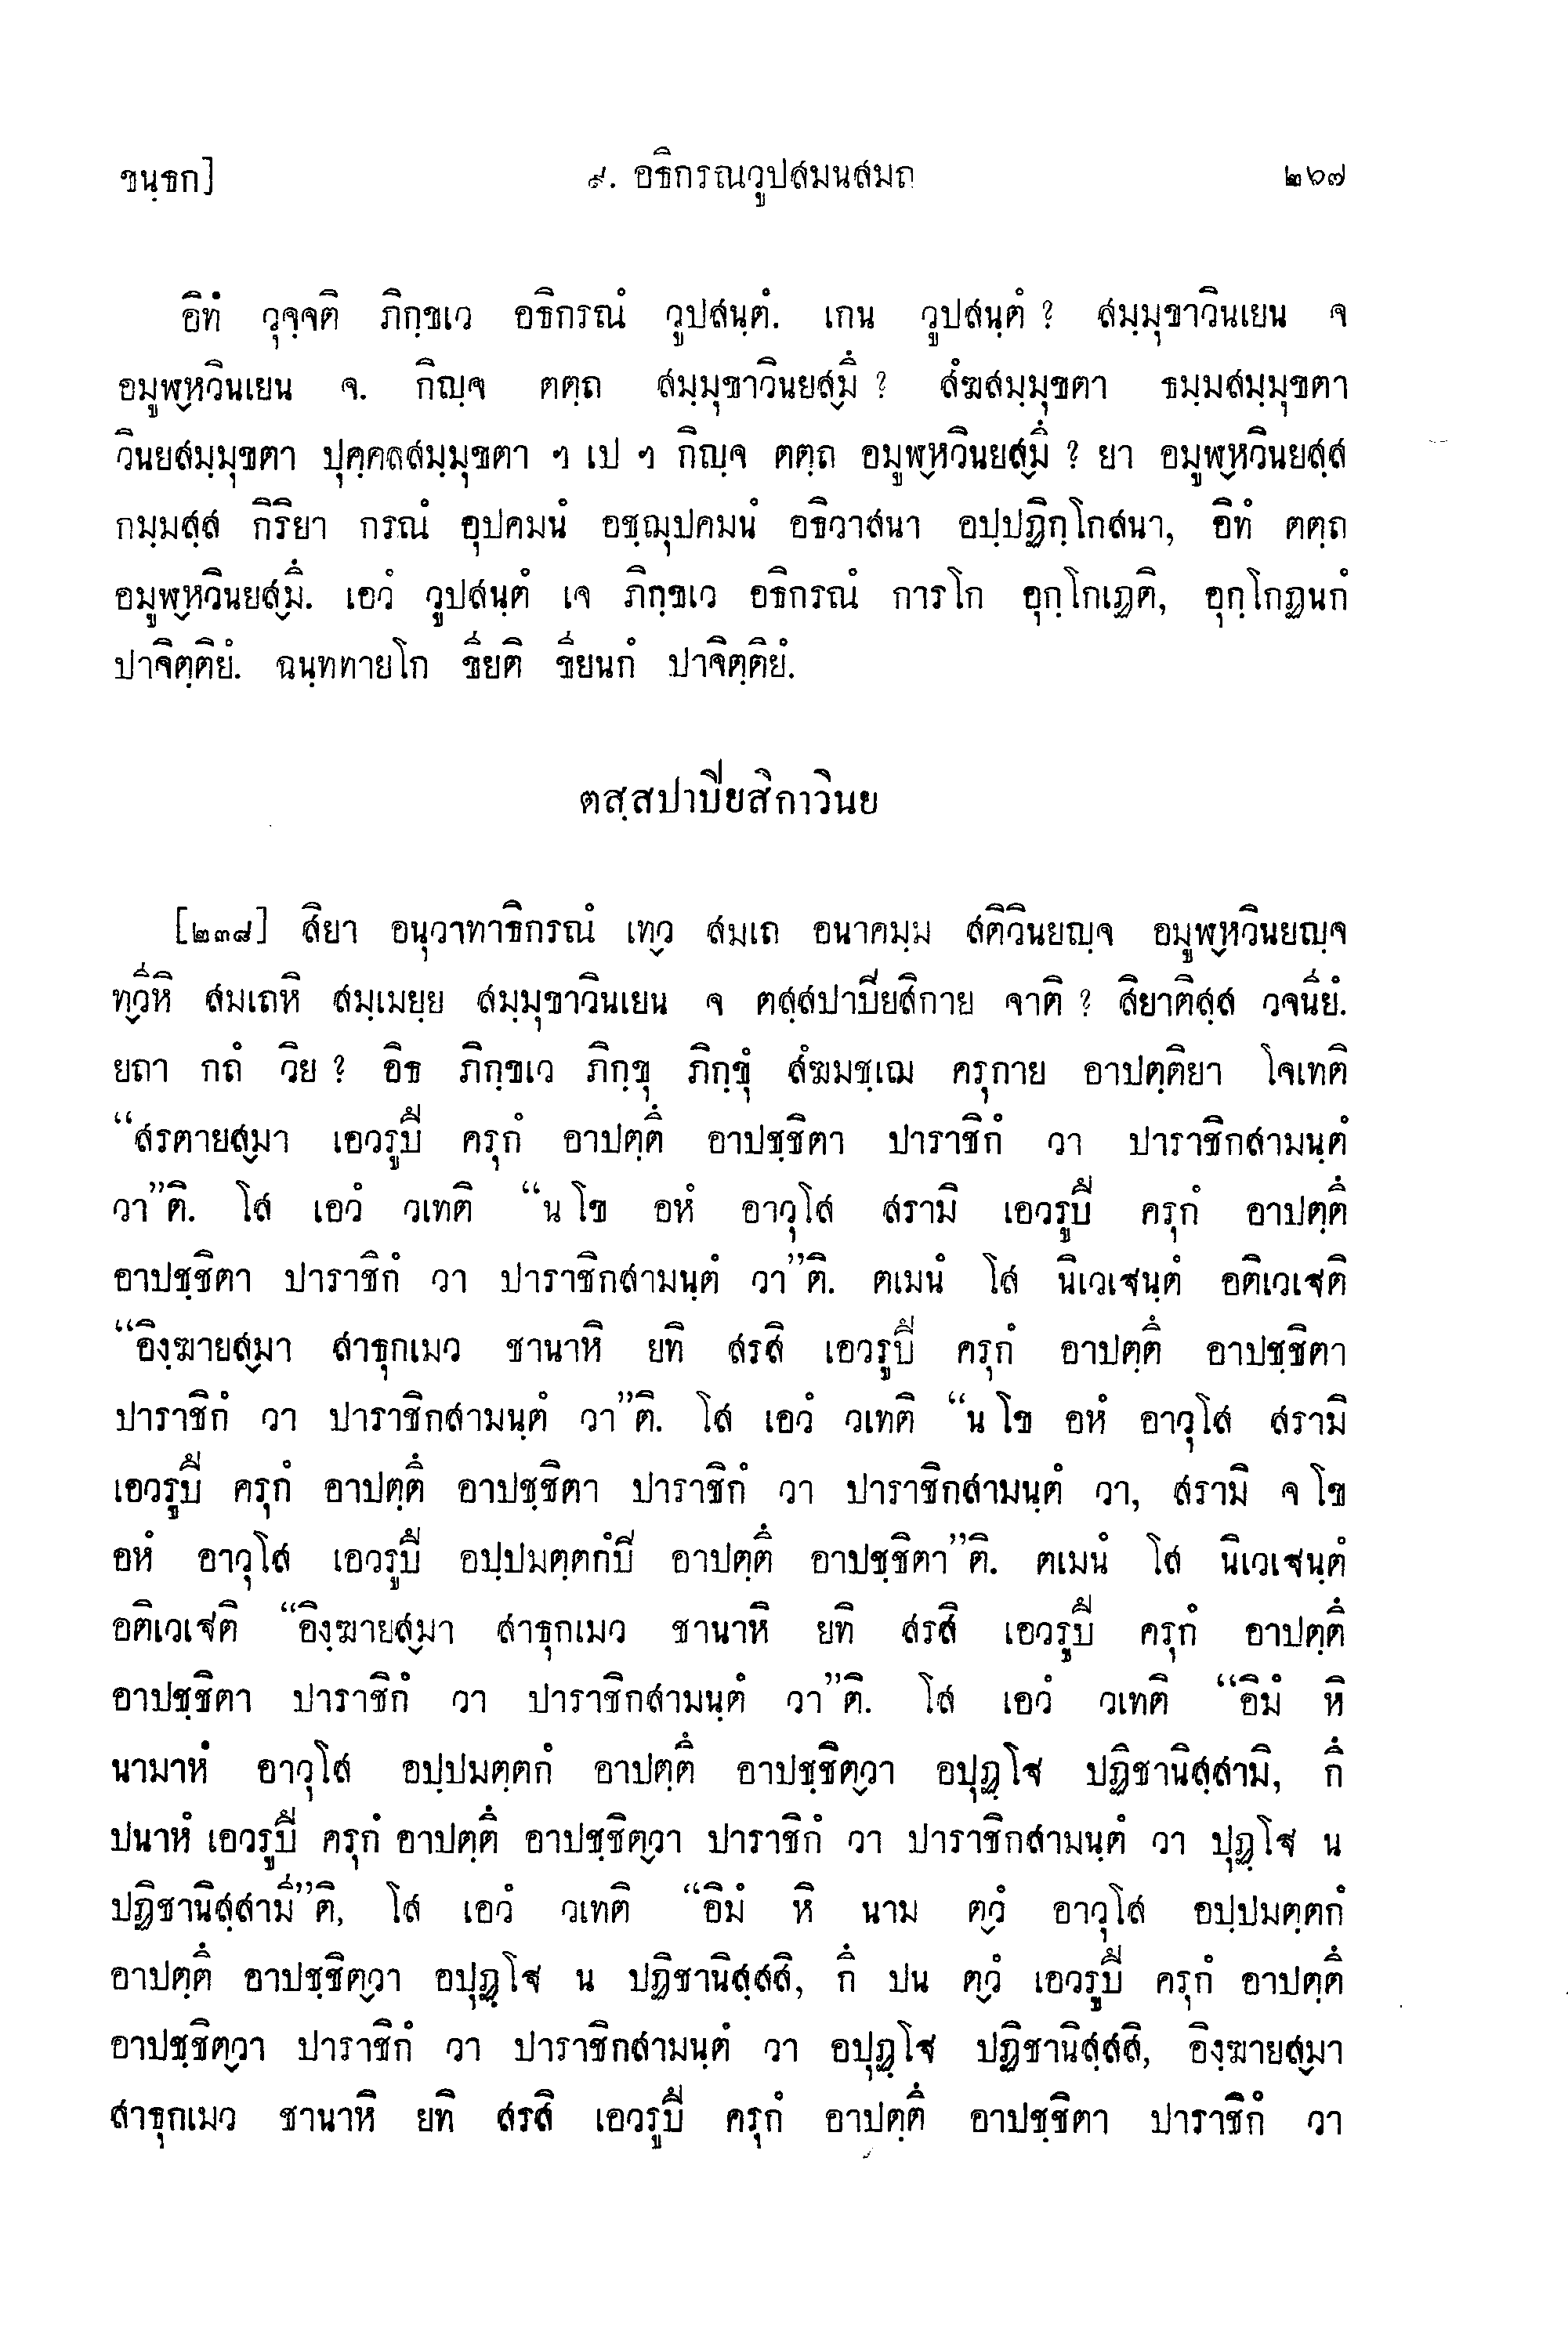 ขนฺธก]
๙. อธิกรณวูปสมนสมถ
๒๖๗
อิทํ วุจฺจติ ภิกฺขเว อธิกรณํ วูปสนฺตํ. เกน วูปสนฺตํ ? สมฺมุขาวินเยน จ
อมูฬฺหวินเยน จ. กิญฺจ ตตฺถ สมฺมุขาวินยสฺมึ ? สํฆสมฺมุขตา ธมฺมสมฺมุขตา
วินยสมฺมุขตา ปุคฺคลสมฺมุขตา ฯ เป ฯ กิญฺจ ตตฺถ อมูฬฺหวินยสฺมึ ? ยา อมูฬฺหวินยสฺส
กมฺมสฺส กิริยา กรณํ อุปคมนํ อชฺฌุปคมนํ อธิวาสนา อปฺปฏิกฺโกสนา, อิทํ ตตฺถ
อมูฬฺหวินยสฺมึ. เอวํ วูปสนฺตํ เจ ภิกฺขเว อธิกรณํ การโก อุกฺโกเฏติ, อุกฺโกฏนกํ
ปาจิตฺติยํ. ฉนฺททายโก ขียติ ขียนกํ ปาจิตฺติยํ.
ตสฺสปาปิยสิกาวินย
[๒๓๘] สิยา อนุวาทาธิกรณํ เทฺว สมเถ อนาคมฺม สติวินยญฺจ อมูฬฺหวินยญฺจ
ทฺวีหิ สมเถหิ สมฺเมยฺย สมฺมุขาวินเยน จ ตสฺสปาปิยสิกาย จาติ ? สิยาติสฺส วจนียํ.
ยถา กถํ วิย ? อิธ ภิกฺขเว ภิกฺขุ ภิกฺขุํ สํฆมชฺเฌ ครุกาย อาปตฺติยา โจเทติ
“สรตายสฺมา เอวรูปึ ครุกํ อาปตฺตึ อาปชฺชิตา ปาราชิกํ วา ปาราชิกสามนฺตํ
วา”ติ. โส เอวํ วเทติ “น โข อหํ อาวุโส สรามิ เอวรูปึ ครุกํ อาปตฺตึ
อาปชฺชิตา ปาราชิกํ วา ปาราชิกสามนฺตํ วา”ติ. ตเมนํ โส นิเวเฐนฺตํ อติเวเฐติ
“อิงฺฆายสฺมา สาธุกเมว ชานาหิ ยทิ สรสิ เอวรูปึ ครุกํ อาปตฺตึ อาปชฺชิตา
ปาราชิกํ วา ปาราชิกสามนฺตํ วา”ติ. โส เอวํ วเทติ “น โข อหํ อาวุโส สรามิ
เอวรูปึ ครุกํ อาปตฺตึ อาปชฺชิตา ปาราชิกํ วา ปาราชิกสามนฺตํ วา, สรามิ จ โข
อหํ อาวุโส เอวรูปึ อปฺปมตฺตกํปิ อาปตฺตึ อาปชฺชิตา”ติ. ตเมนํ โส นิเวเฐนฺตํ
อติเวเฐติ “อิงฺฆายสฺมา สาธุกเมว ชานาหิ ยทิ สรสิ เอวรูปึ ครุกํ อาปตฺตึ
อาปชฺชิตา ปาราชิกํ วา ปาราชิกสามนฺตํ วา”ติ. โส เอวํ วเทติ “อิมํ หิ
นามาหํ อาวุโส อปฺปมตฺตกํ อาปตฺตึ อาปชฺชิตฺวา อปุฏฺโฐ ปฏิชานิสฺสามิ, กึ
ปนาหํ เอวรูปึ ครุกํ อาปตฺตึ อาปชฺชิตฺวา ปาราชิกํ วา ปาราชิกสามนฺตํ วา ปุฏฺโฐ น
ปฏิชานิสฺสามี”ติ, โส เอวํ วเทติ “อิมํ หิ นาม ตฺวํ อาวุโส อปฺปมตฺตกํ
อาปตฺตึ อาปชฺชิตฺวา อปุฏฺโฐ น ปฏิชานิสฺสสิ, กึ ปน ตฺวํ เอวรูปึ ครุกํ อาปตฺตึ
อาปชฺชิตฺวา ปาราชิกํ วา ปาราชิกสามนฺตํ วา อปุฏฺโฐ ปฏิชานิสฺสสิ, อิงฺฆายสฺมา
สาธุกเมว ชานาหิ ยทิ สรสิ เอวรูปึ ครุกํ อาปตฺตึ อาปชฺชิตา ปาราชิกํ วา